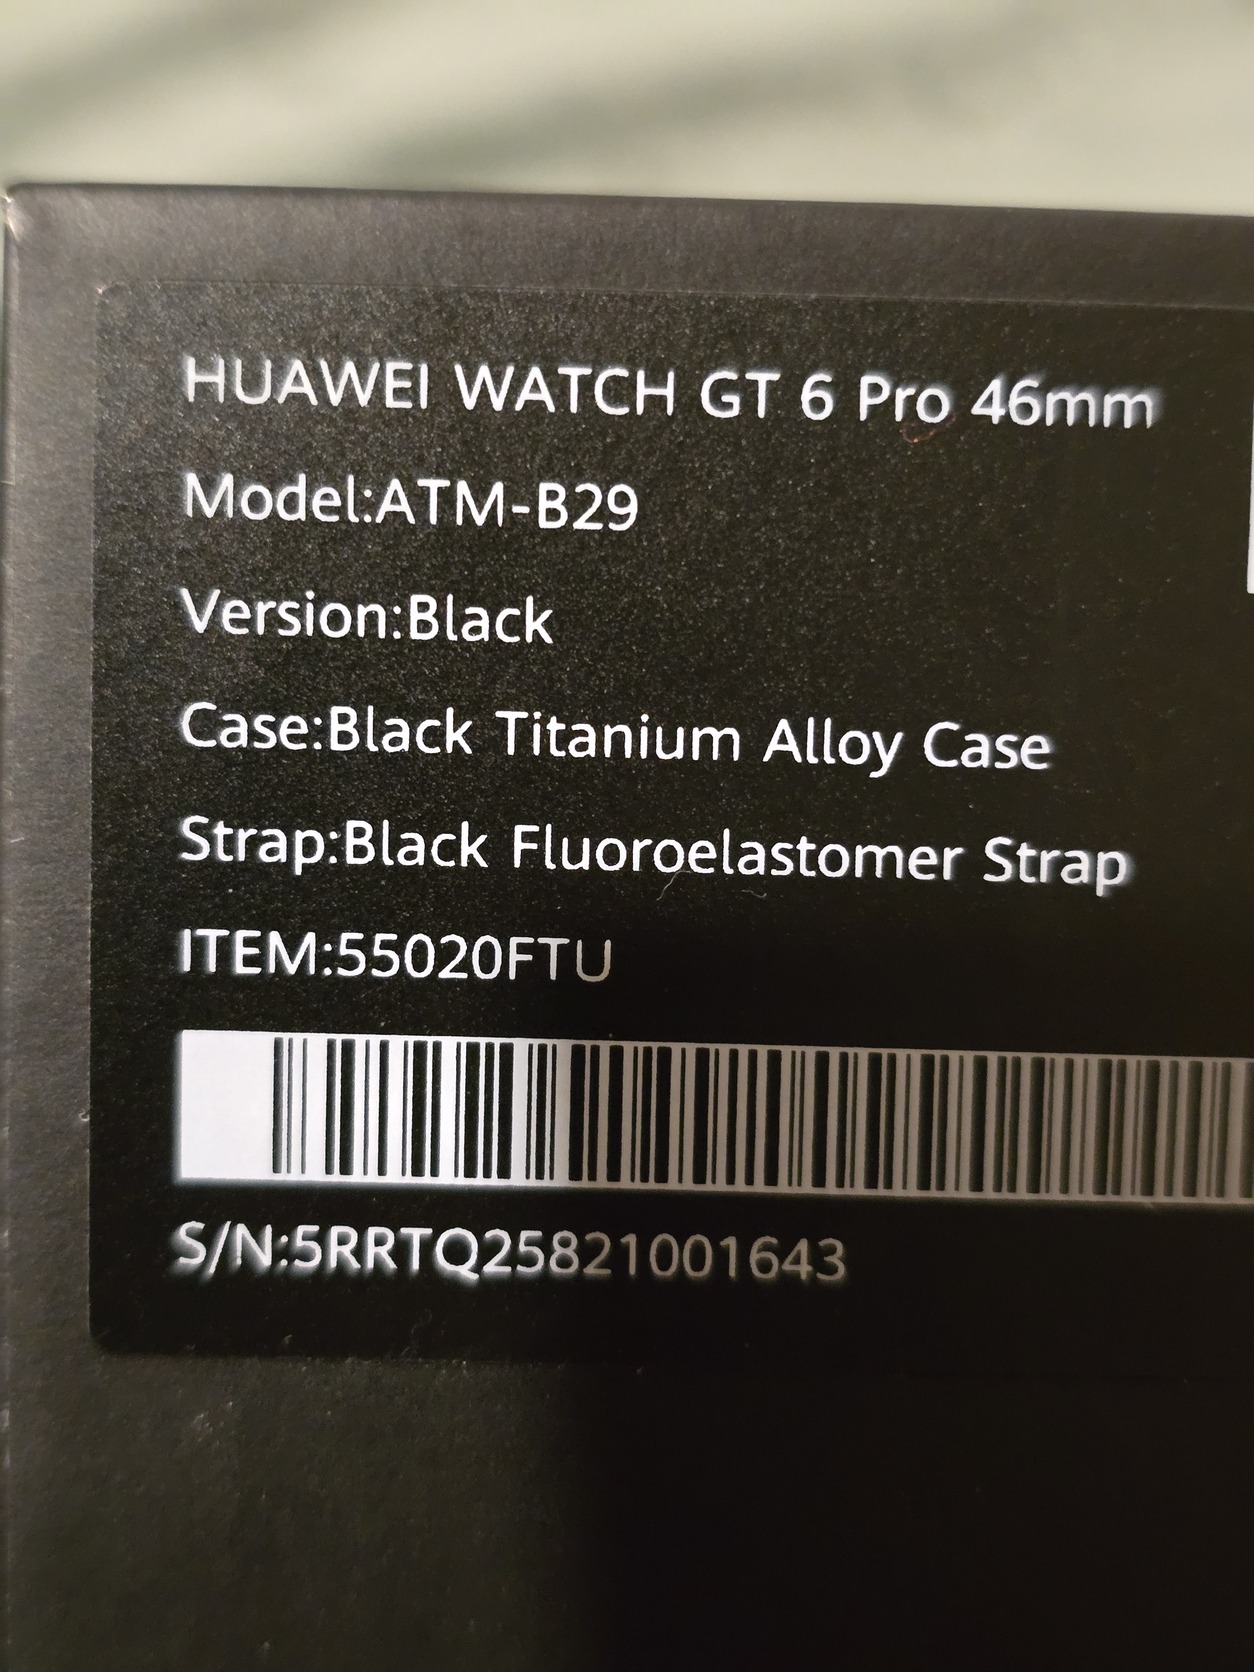 HUAWEI WATCH GT 6 Pro 46mm
Model:ATM-B29
Version:Black
Case:Black Titanium Alloy Case
Strap:Black Fluoroelastomer Strap
ITEM:55020FTU
S/N:5RRTQ25821001643